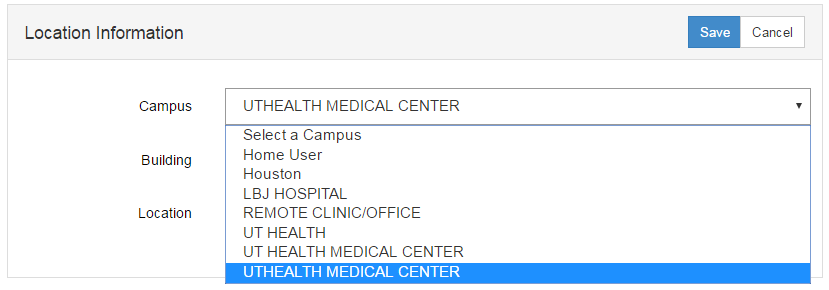 Location Information
Save Cancel
Campus UTHEALTH MEDICAL CENTER
Select a Campus
Building Home User
Houston
LBJ HOSPITAL
Location REMOTE CLINIC/OFFICE
UT HEALTH
UT HEALTH MEDICAL CENTER
UTHEALTH MEDICAL CENTER